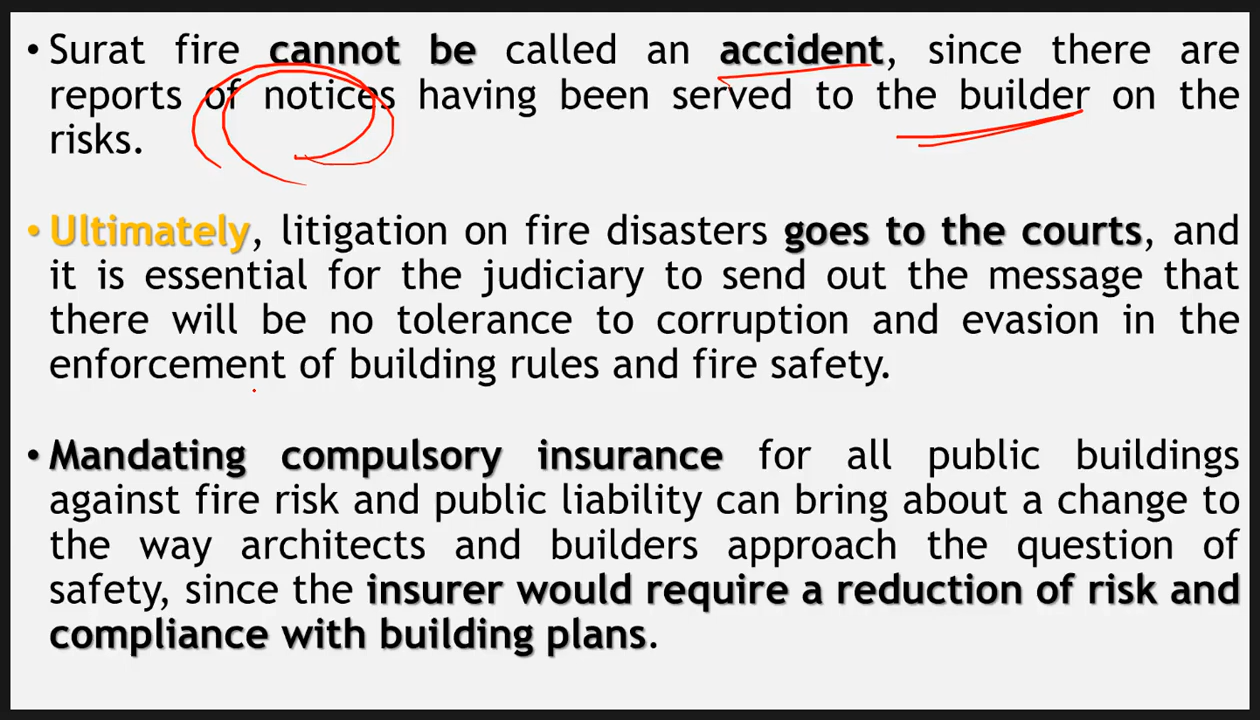 • Surat fire cannot be called an accident, since there are
reports of notices having been served to the builder on the
risks.
• Ultimately, litigation on fire disasters goes to the courts, and
it is essential for the judiciary to send out the message that
there will be no tolerance to corruption and evasion in the
enforcement of building rules and fire safety.
• Mandating compulsory insurance for all public buildings
against fire risk and public liability can bring about a change to
the way architects and builders approach the question of
safety, since the insurer would require a reduction of risk and
compliance with building plans.